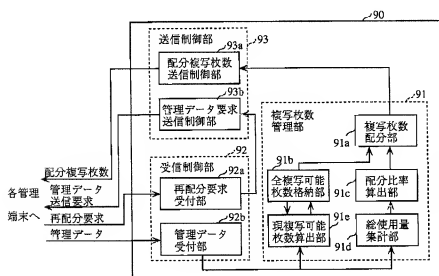 90
送信制御部
93
93a
配分複写枚数
送信制御部
93b
管理データ要求
送信制御部
複写枚数
管理部
91
91a
複写枚数
配分部
91b
全複写可能
枚数格納部
91c
配分比率
算出部
現複写可能
枚数算出部
91e
91d
総使用量
集計部
受信制御部
92
92a
再配分要求
受付部
92b
管理データ
受付部
各管理
端末へ
配分複写枚数
管理データ
送信要求
再配分要求
管理データ